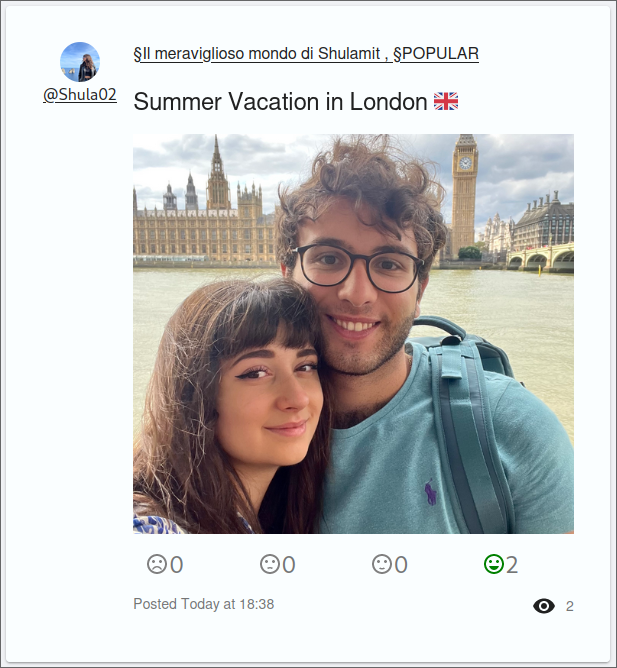 §Il meraviglioso mondo di Shulamit , §POPULAR
@Shula02
Summer Vacation in London 🇬🇧
0 0 0 2
Posted Today at 18:38 2